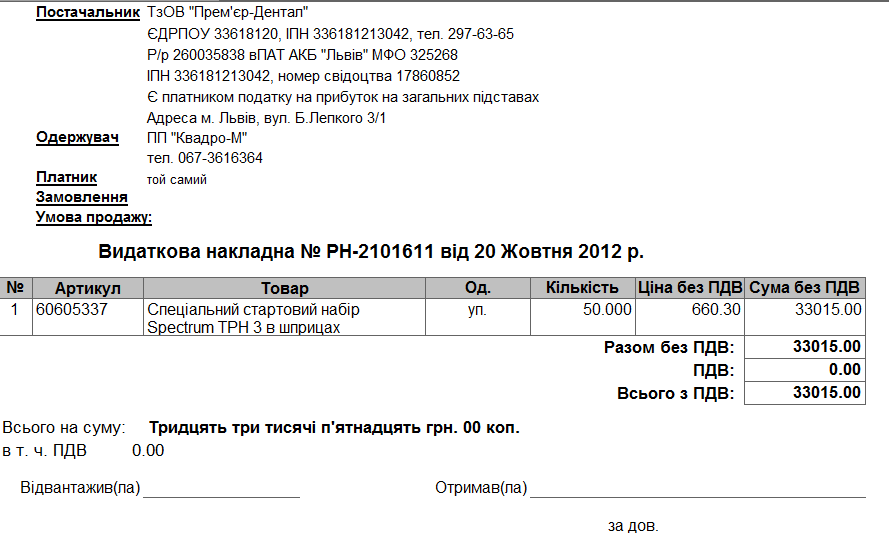 Постачальник ТзОВ "Прем'єр-Дентал"
ЄДРПОУ 33618120, ІПН 336181213042, тел. 297-63-65
Р/р 260035838 вПАТ АКБ "Львів" МФО 325268
ІПН 336181213042, номер свідоцтва 17860852
Є платником податку на прибуток на загальних підставах
Адреса м. Львів, вул. Б.Лепкого 3/1
Одержувач ПП "Квадро-М"
тел. 067-3616364
Платник той самий
Замовлення
Умова продажу:
Видаткова накладна № РН-2101611 від 20 Жовтня 2012 р.
№ Артикул Товар Од. Кількість Ціна без ПДВ Сума без ПДВ
1 60605337 Спеціальний стартовий набір уп. 50.000 660.30 33015.00
Spectrum TPH 3 в шприцах
Разом без ПДВ: 33015.00
ПДВ: 0.00
Всього з ПДВ: 33015.00
Всього на суму: Тридцять три тисячі п'ятнадцять грн. 00 коп.
в т. ч. ПДВ 0.00
Відвантажив(ла) Отримав(ла)
за дов.